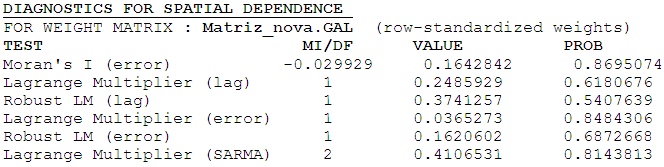 DIAGNOSTICS FOR SPATIAL DEPENDENCE
FOR WEIGHT MATRIX : Matriz_nova.GAL (row-standardized weights)
TEST MI/DF VALUE PROB
Moran's I (error) -0.029929 0.1642842 0.8695074
Lagrange Multiplier (lag) 1 0.2485929 0.6180676
Robust LM (lag) 1 0.3741257 0.5407639
Lagrange Multiplier (error) 1 0.0365273 0.8484306
Robust LM (error) 1 0.1620602 0.6872668
Lagrange Multiplier (SARMA) 2 0.4106531 0.8143813